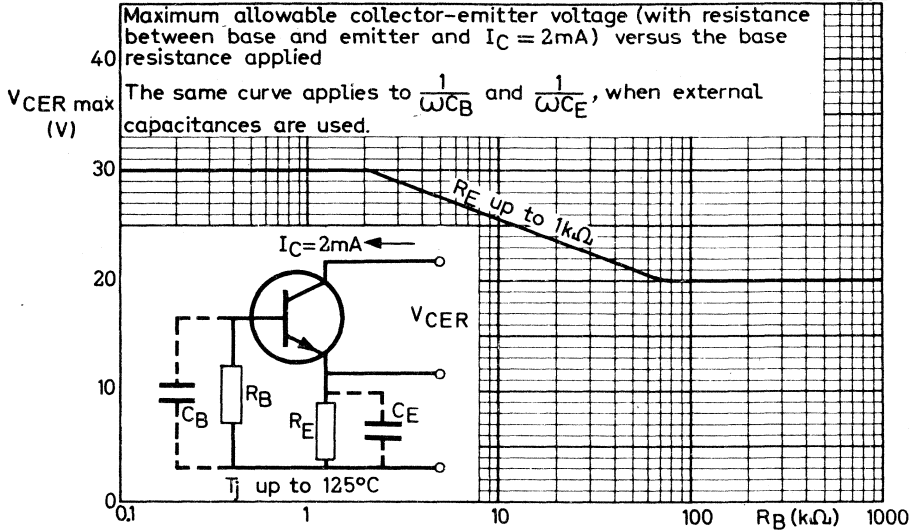 Maximum allowable collector-emitter voltage (with resistance
between base and emitter and IC = 2mA) versus the base
resistance applied
The same curve applies to 1/ωCB and 1/ωCE, when external
capacitances are used.
40
VCER max
(V)
30
RE up to 1kΩ
IC=2mA
20
VCER
10
CB
RB
RE
CE
Tj up to 125°C
0
0.1
1
10
100
RB (kΩ)
1000